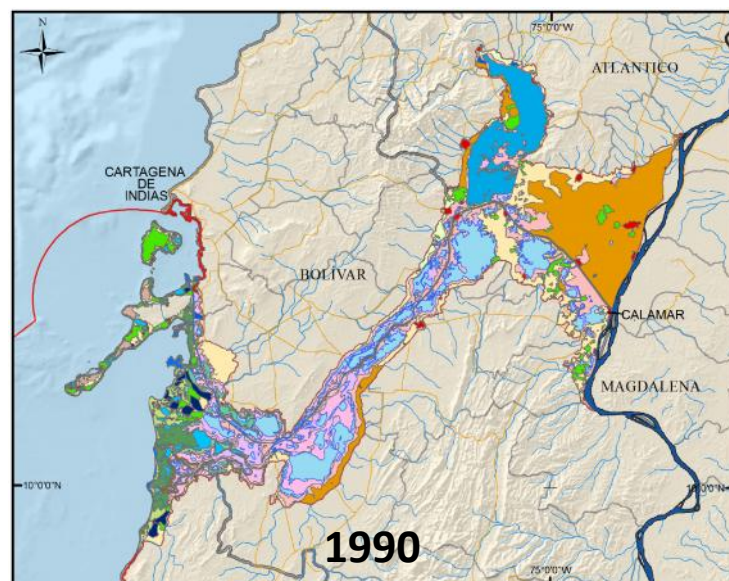 75°0'0"W
N
ATLANTICO
CARTAGENA
DE
INDIAS
BOLÍVAR
CALAMAR
MAGDALENA
10°0'0"N
10°0'0"N
1990
75°0'0"W